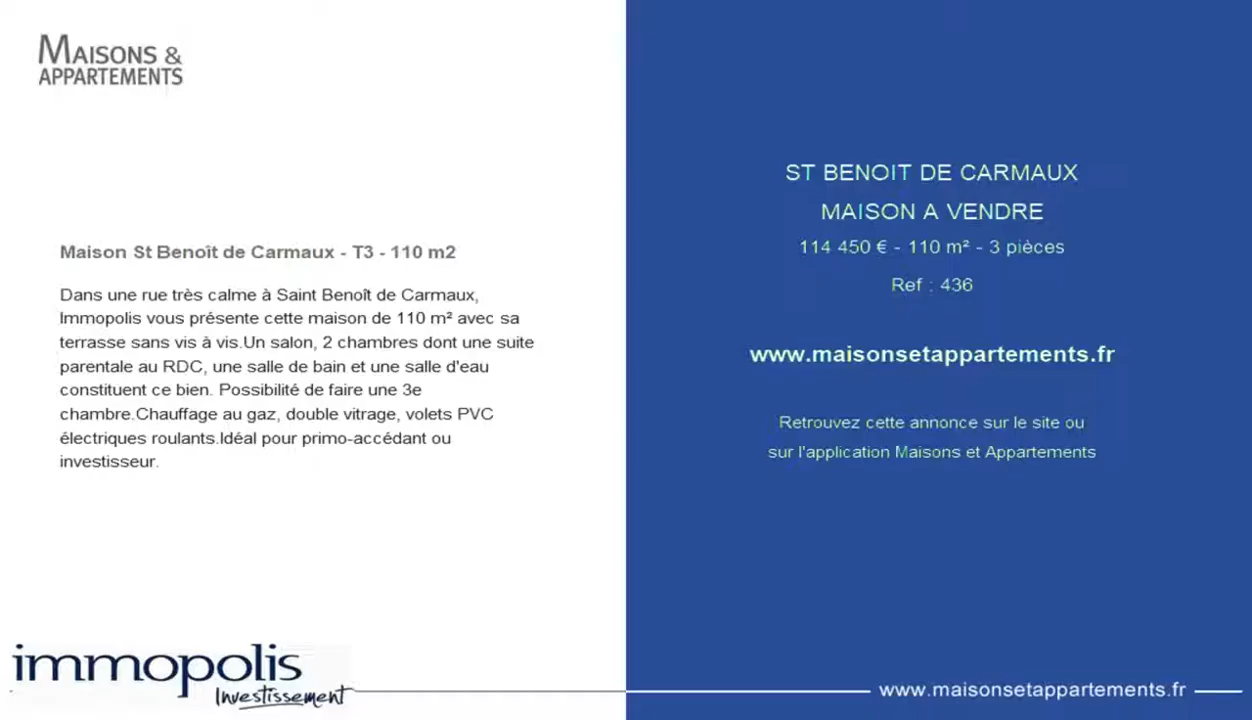 MAISONS &
APPARTEMENTS
Maison St Benoît de Carmaux - T3 - 110 m2
Dans une rue très calme à Saint Benoît de Carmaux,
Immopolis vous présente cette maison de 110 m² avec sa
terrasse sans vis à vis.Un salon, 2 chambres dont une suite
parentale au RDC, une salle de bain et une salle d'eau
constituent ce bien. Possibilité de faire une 3e
chambre.Chauffage au gaz, double vitrage, volets PVC
électriques roulants.Idéal pour primo-accédant ou
investisseur.
immopolis
Investissement
ST BENOIT DE CARMAUX
MAISON A VENDRE
114 450 € - 110 m² - 3 pièces
Ref : 436
www.maisonsetappartements.fr
Retrouvez cette annonce sur le site ou
sur l'application Maisons et Appartements
www.maisonsetappartements.fr